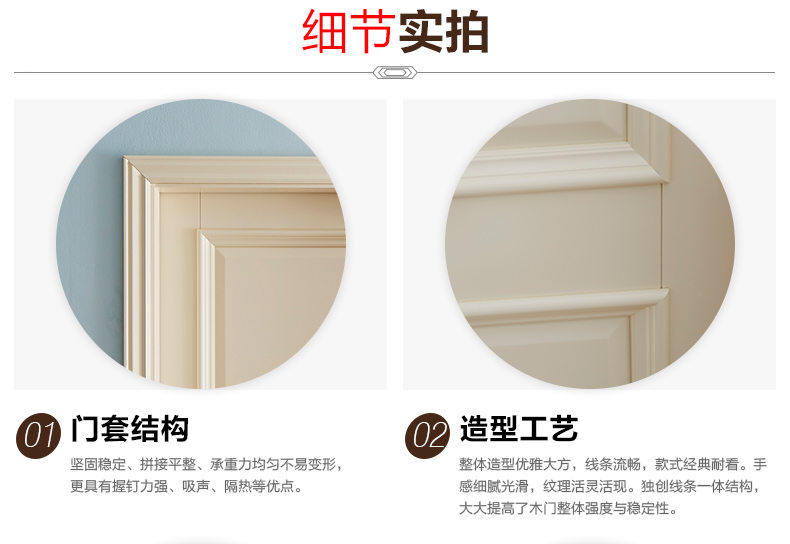 细节实拍
01 门套结构
坚固稳定、拼接平整、承重力均匀不易变形，
更具有握钉力强、吸声、隔热等优点。
02 造型工艺
整体造型优雅大方，线条流畅，款式经典耐看。手
感细腻光滑，纹理活灵活现。独创线条一体结构，
大大提高了木门整体强度与稳定性。